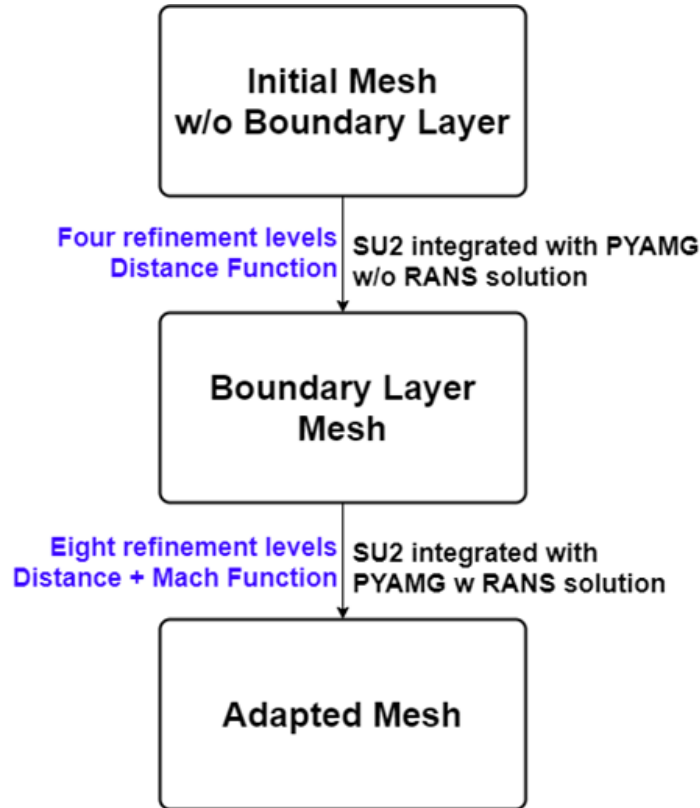 Initial Mesh
w/o Boundary Layer
Four refinement levels
Distance Function
SU2 integrated with PYAMG
w/o RANS solution
Boundary Layer
Mesh
Eight refinement levels
Distance + Mach Function
SU2 integrated with
PYAMG w RANS solution
Adapted Mesh